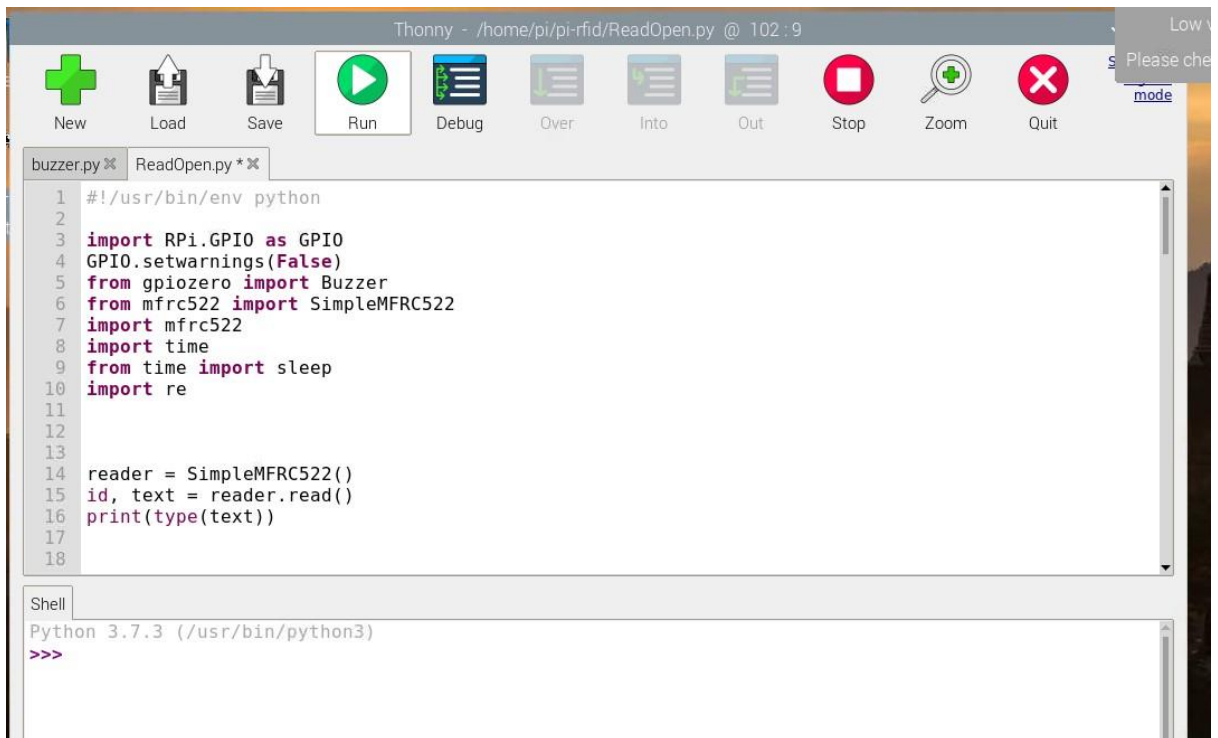 Thonny - /home/pi/pi-rfid/ReadOpen.py @ 102 : 9
Low
Please
mode
New Load Save Run Debug Over Into Out Stop Zoom Quit
buzzer.py ReadOpen.py *
1 #!/usr/bin/env python
2
3 import RPi.GPIO as GPIO
4 GPIO.setwarnings(False)
5 from gpiozero import Buzzer
6 from mfrc522 import SimpleMFRC522
7 import mfrc522
8 import time
9 from time import sleep
10 import re
11
12
13
14 reader = SimpleMFRC522()
15 id, text = reader.read()
16 print(type(text))
17
18
Shell
Python 3.7.3 (/usr/bin/python3)
>>>